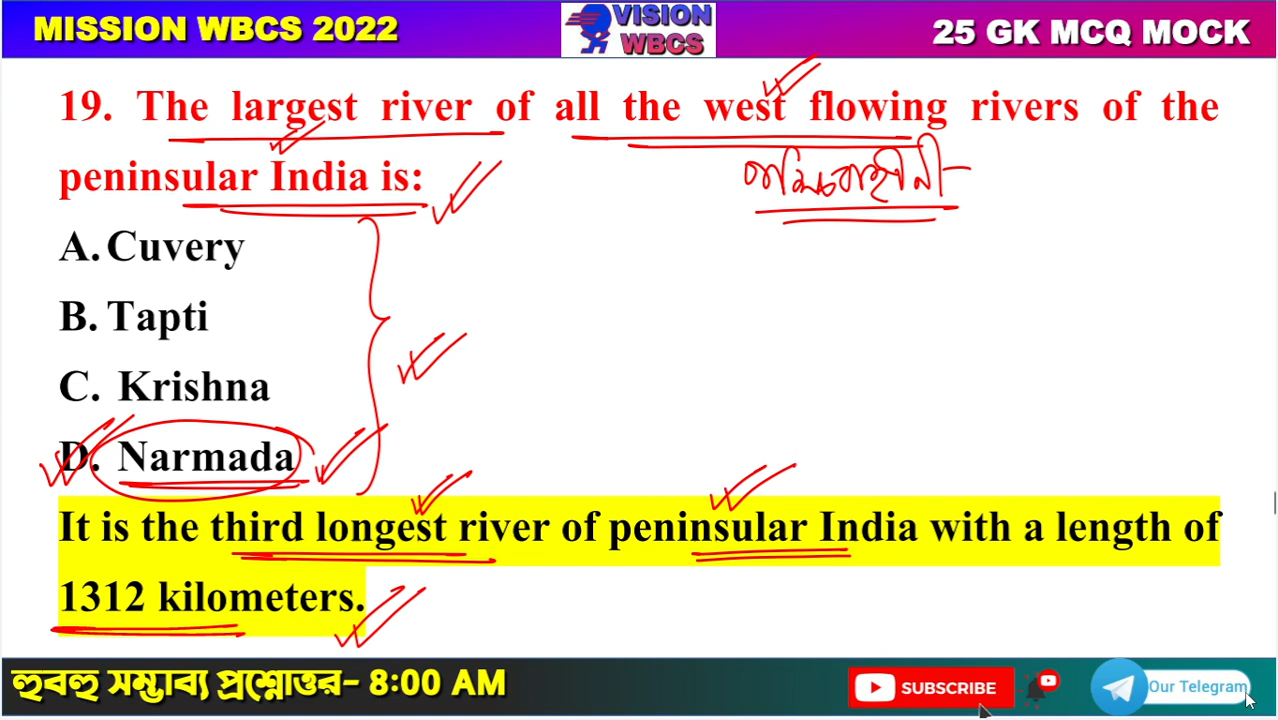 MISSION WBCS 2022
VISION
WBCS
25 GK MCQ MOCK
19. The largest river of all the west flowing rivers of the
peninsular India is:
A. Cuvery
B. Tapti
C. Krishna
D. Narmada
It is the third longest river of peninsular India with a length of
1312 kilometers.
হুবহু সম্ভাব্য প্রশ্নোত্তর- 8:00 AM
SUBSCRIBE
Our Telegram